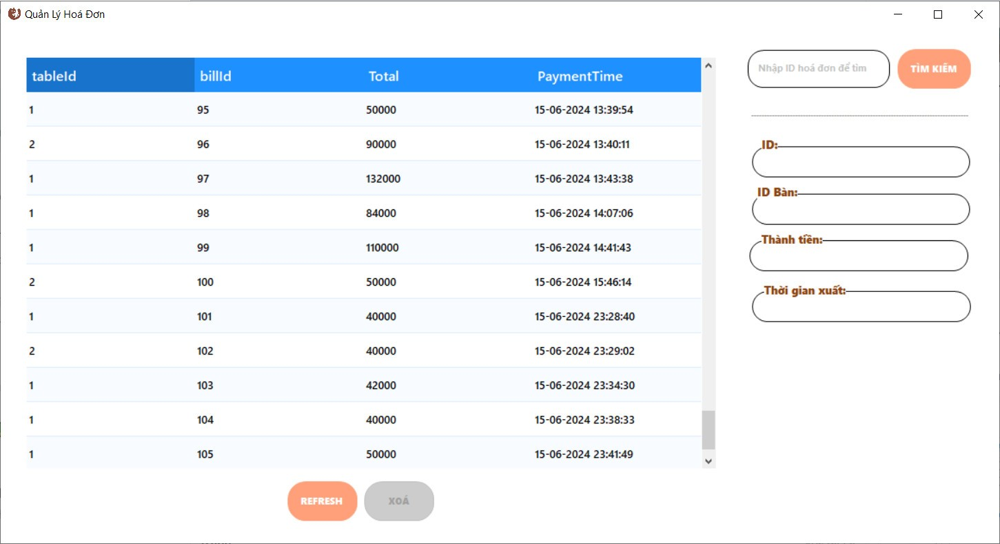 Quản Lý Hoá Đơn
tableId billId Total PaymentTime
1 95 50000 15-06-2024 13:39:54
2 96 90000 15-06-2024 13:40:11
1 97 132000 15-06-2024 13:43:38
1 98 84000 15-06-2024 14:07:06
1 99 110000 15-06-2024 14:41:43
2 100 50000 15-06-2024 15:46:14
1 101 40000 15-06-2024 23:28:40
2 102 40000 15-06-2024 23:29:02
1 103 42000 15-06-2024 23:34:30
1 104 40000 15-06-2024 23:38:33
1 105 50000 15-06-2024 23:41:49
REFRESH XOÁ
Nhập ID hoá đơn để tìm TÌM KIẾM
ID:
ID Bàn:
Thành tiền:
Thời gian xuất: